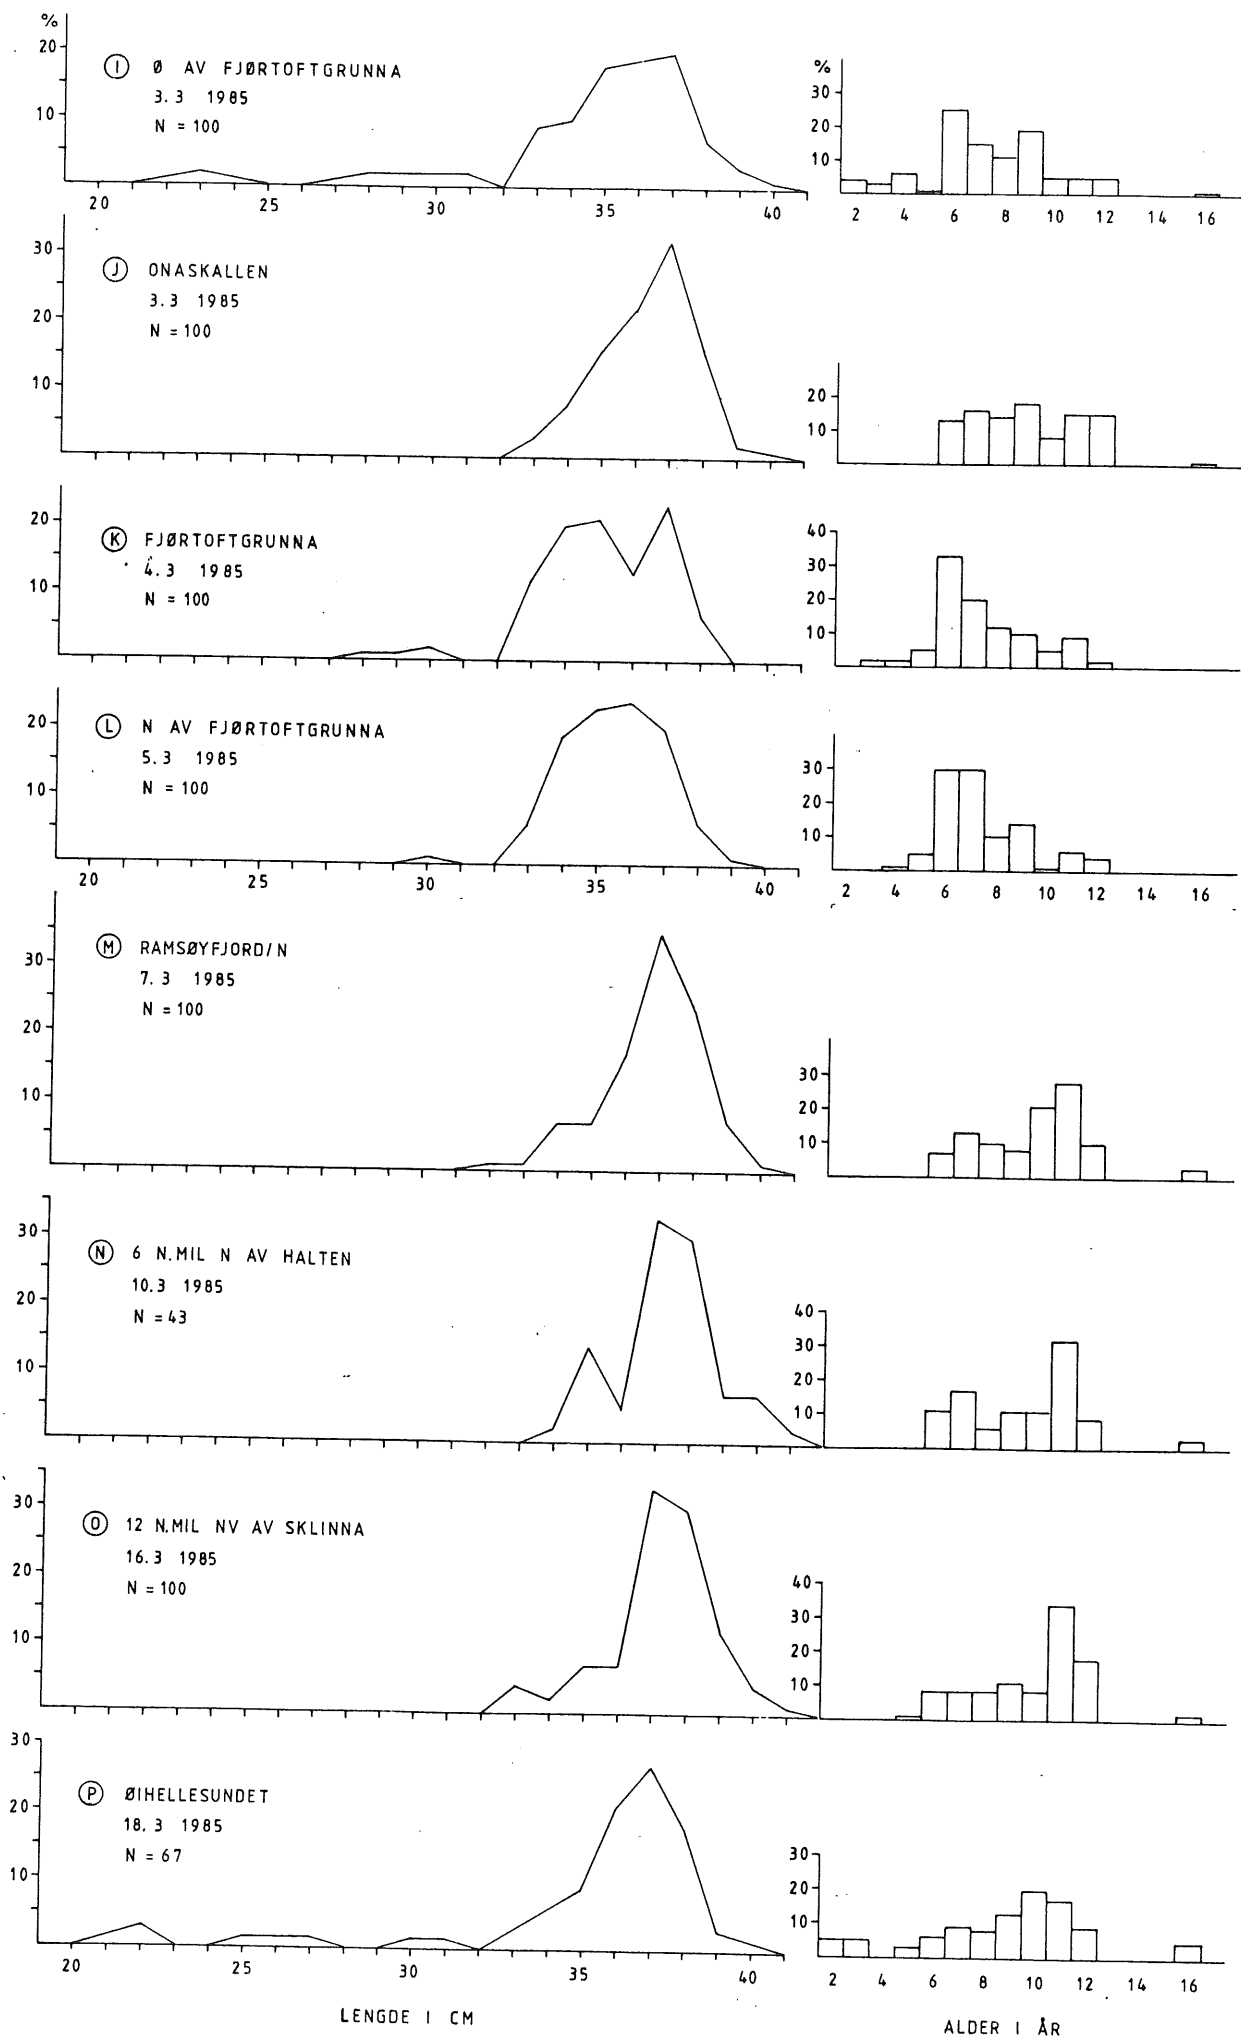 %
20
10
I Ø AV FJØRTOFTGRUNNA
3.3 1985
N = 100
20 25 30 35 40
%
30
20
10
2 4 6 8 10 12 14 16
30
20
10
J ONASKALLEN
3.3 1985
N = 100
20
10
20
10
K FJØRTOFTGRUNNA
4.3 1985
N = 100
40
30
20
10
20
10
L N AV FJØRTOFTGRUNNA
5.3 1985
N = 100
20 25 30 35 40
30
20
10
2 4 6 8 10 12 14 16
30
20
10
M RAMSØYFJORD/N
7.3 1985
N = 100
30
20
10
30
20
10
N 6 N.MIL N AV HALTEN
10.3 1985
N = 43
40
30
20
10
30
20
10
O 12 N.MIL NV AV SKLINNA
16.3 1985
N = 100
40
30
20
10
30
20
10
P ØIHELLESUNDET
18.3 1985
N = 67
20 25 30 35 40
LENGDE I CM
30
20
10
2 4 6 8 10 12 14 16
ALDER I ÅR